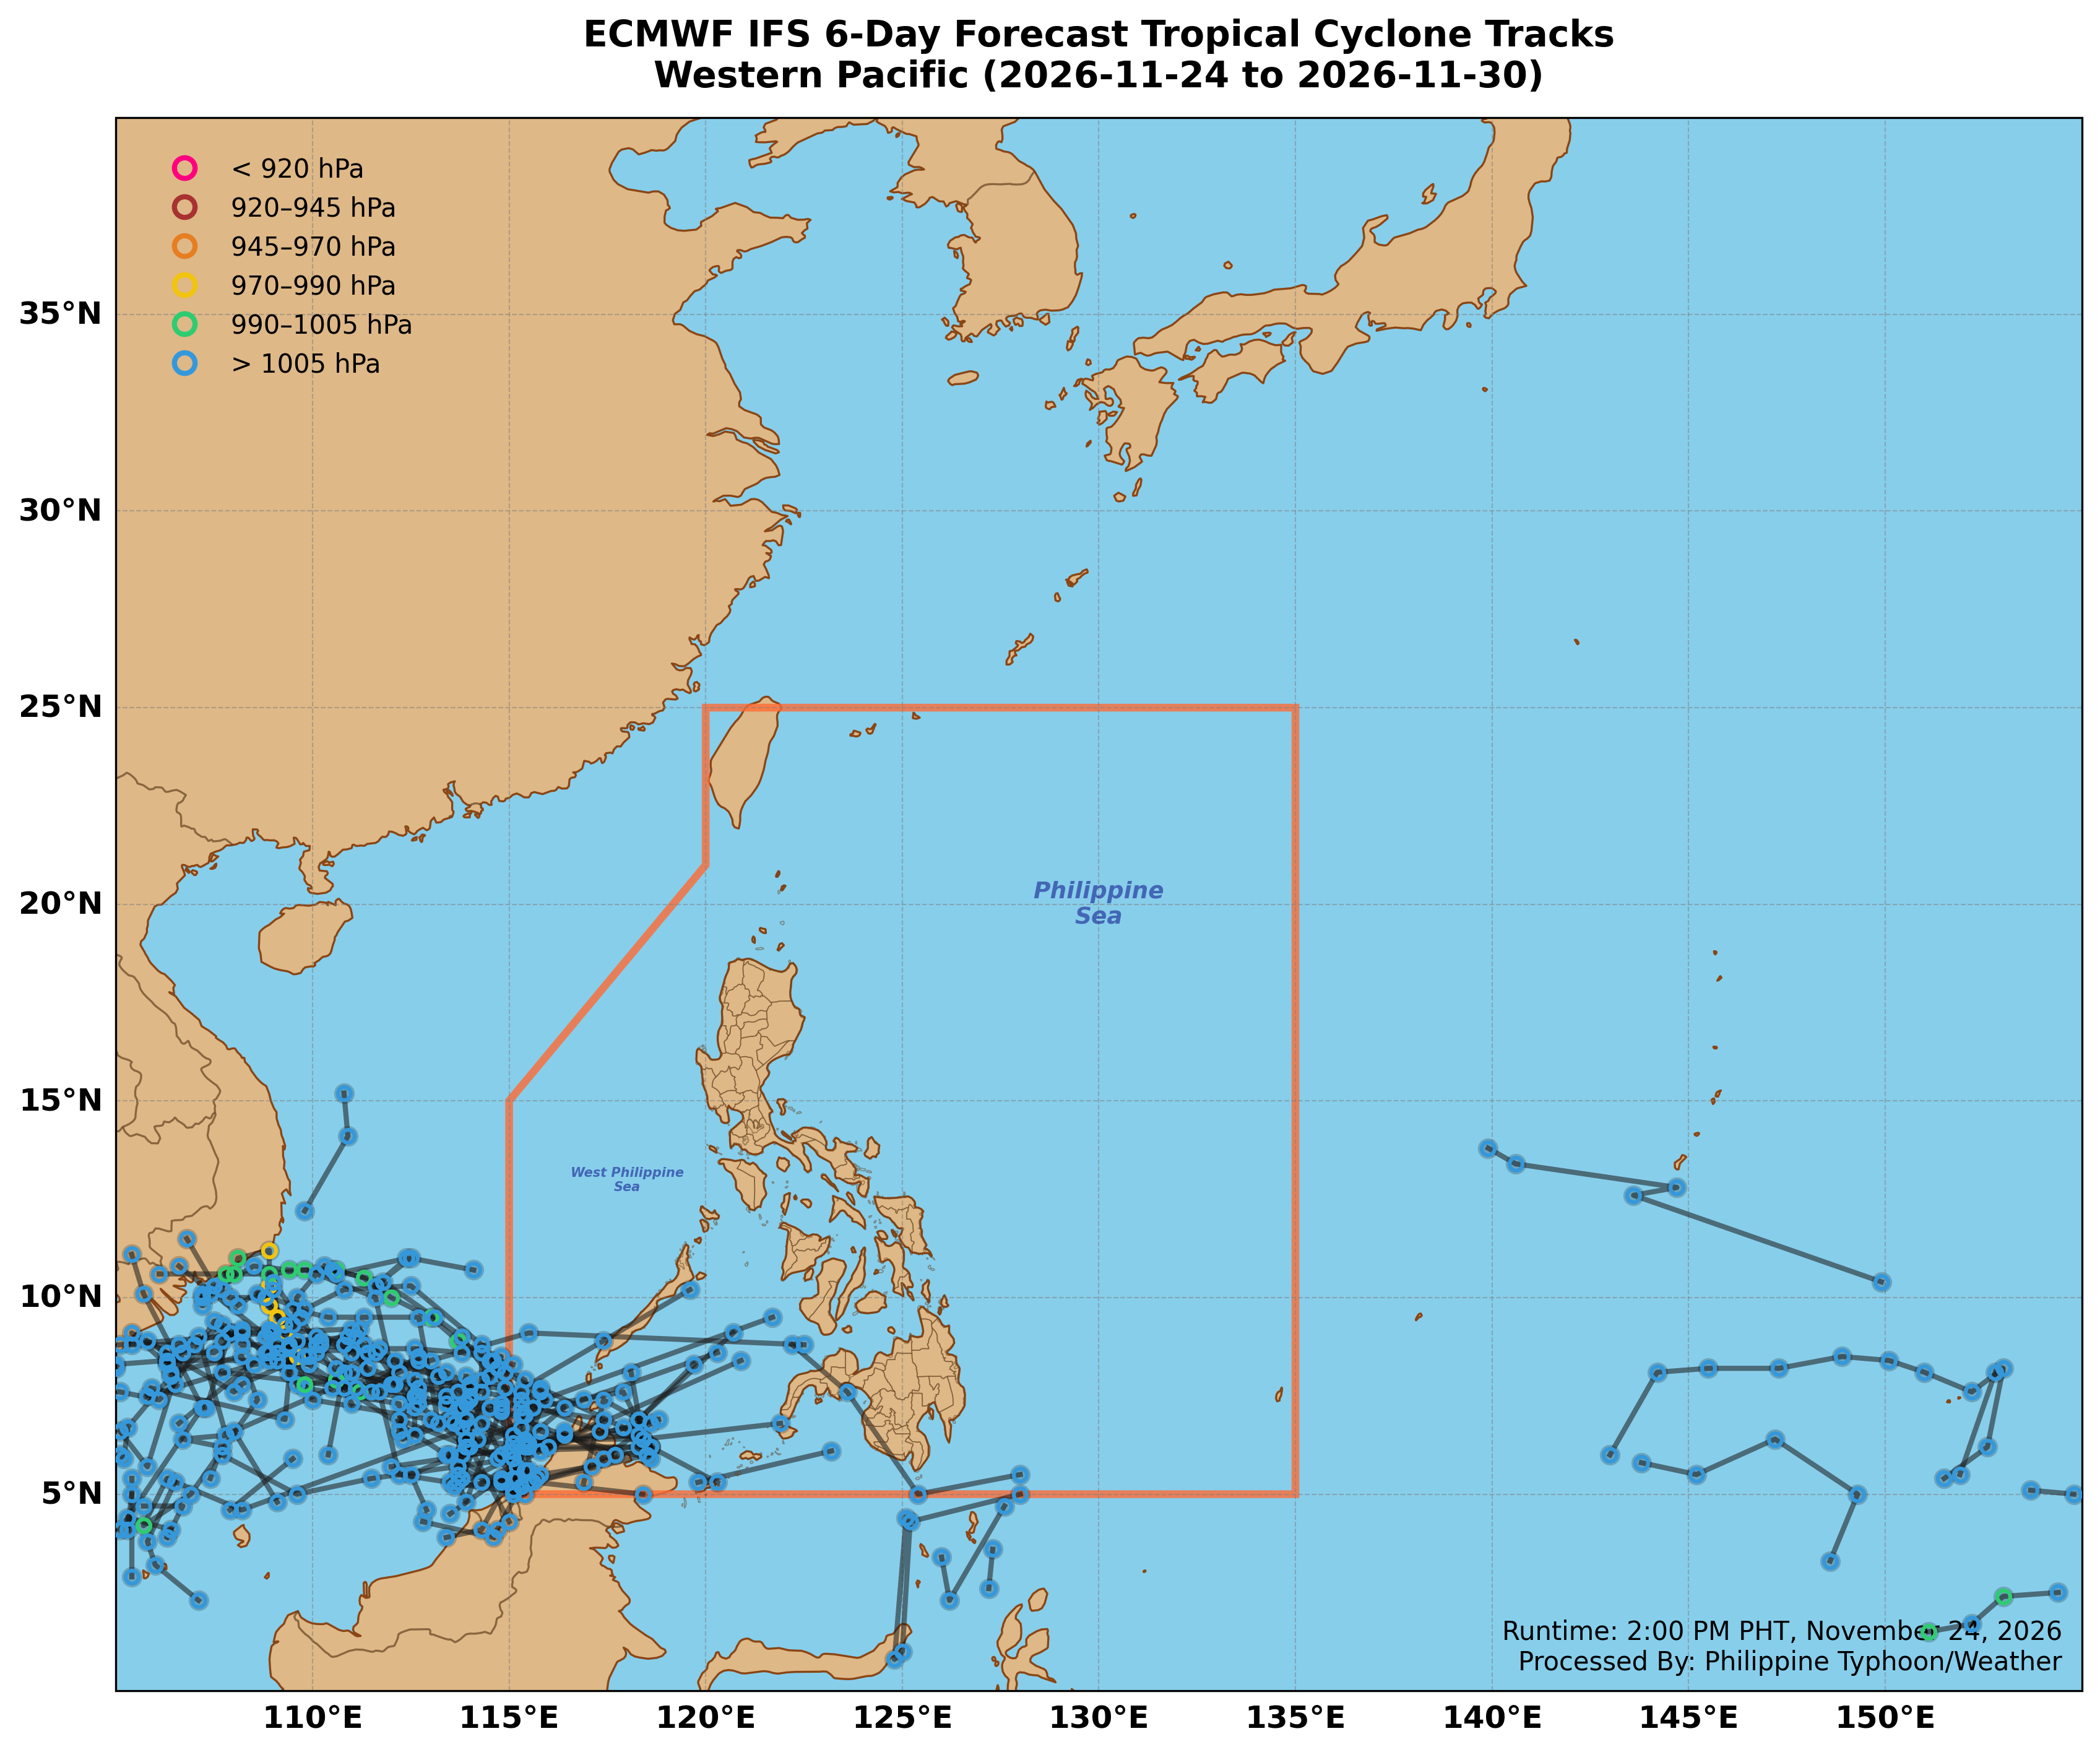 ECMWF IFS 6-Day Forecast Tropical Cyclone Tracks
Western Pacific (2026-11-24 to 2026-11-30)
< 920 hPa
920–945 hPa
945–970 hPa
970–990 hPa
990–1005 hPa
> 1005 hPa
35°N
30°N
25°N
20°N
15°N
10°N
5°N
Philippine
Sea
West Philippine
Sea
Runtime: 2:00 PM PHT, November 24, 2026
Processed By: Philippine Typhoon/Weather
110°E
115°E
120°E
125°E
130°E
135°E
140°E
145°E
150°E